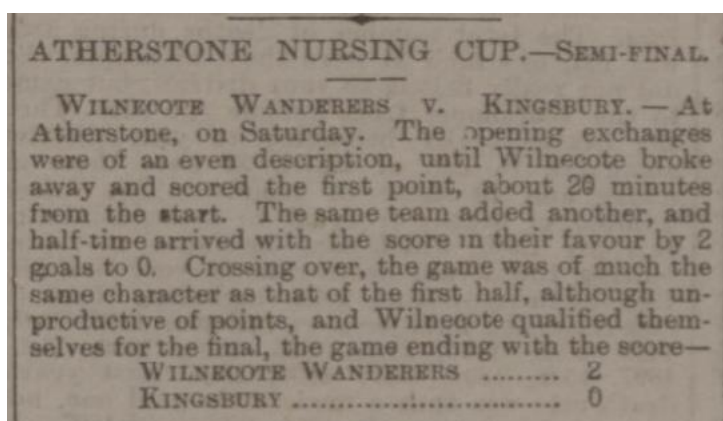 ATHERSTONE NURSING CUP.—SEMI-FINAL.
WILNECOTE WANDERERS V. KINGSBURY.—At
Atherstone, on Saturday. The opening exchanges
were of an even description, until Wilnecote broke
away and scored the first point, about 20 minutes
from the start. The same team added another, and
half-time arrived with the score in their favour by 2
goals to 0. Crossing over, the game was of much the
same character as that of the first half, although un-
productive of points, and Wilnecote qualified them-
selves for the final, the game ending with the score—
WILNECOTE WANDERERS ......... 2
KINGSBURY .............................. 0